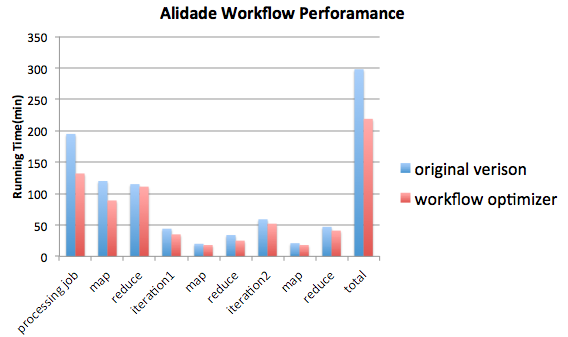 Alidade Workflow Perforamance
350
300
250
200
150
100
50
0
Running Time(min)
processing job
map
reduce
iteration1
map
reduce
iteration2
map
reduce
total
original verison
workflow optimizer